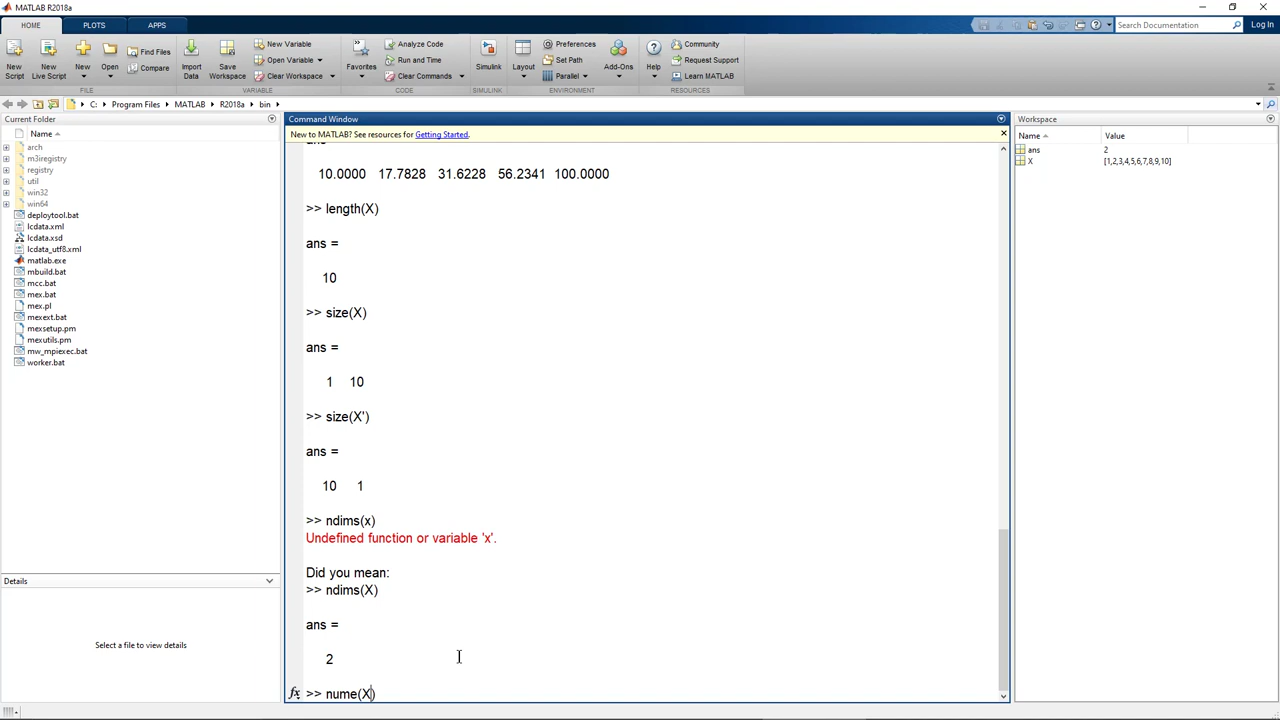 MATLAB R2018a
HOME PLOTS APPS
Search Documentation Log In
New Script
New Live Script
New
Open
Find Files
Compare
Import Data
Save Workspace
New Variable
Open Variable
Clear Workspace
Favorites
Analyze Code
Run and Time
Clear Commands
Simulink
Layout
Preferences
Set Path
Parallel
Add-Ons
Help
Community
Request Support
Learn MATLAB
FILE VARIABLE CODE SIMULINK ENVIRONMENT RESOURCES
C: Program Files MATLAB R2018a bin
Current Folder
Name
arch
m3iregistry
registry
util
win32
win64
deploytool.bat
lcdata.xml
lcdata.xsd
lcdata_utf8.xml
matlab.exe
mbuild.bat
mcc.bat
mex.bat
mex.pl
mexext.bat
mexsetup.pm
mexutils.pm
mw_mpiexec.bat
worker.bat
Details
Select a file to view details
Command Window
New to MATLAB? See resources for Getting Started.
ans =
10.0000 17.7828 31.6228 56.2341 100.0000
>> length(X)
ans =
10
>> size(X)
ans =
1 10
>> size(X')
ans =
10 1
>> ndims(x)
Undefined function or variable 'x'.
Did you mean:
>> ndims(X)
ans =
2
fx >> nume(X)
Workspace
Name Value
ans 2
X [1,2,3,4,5,6,7,8,9,10]